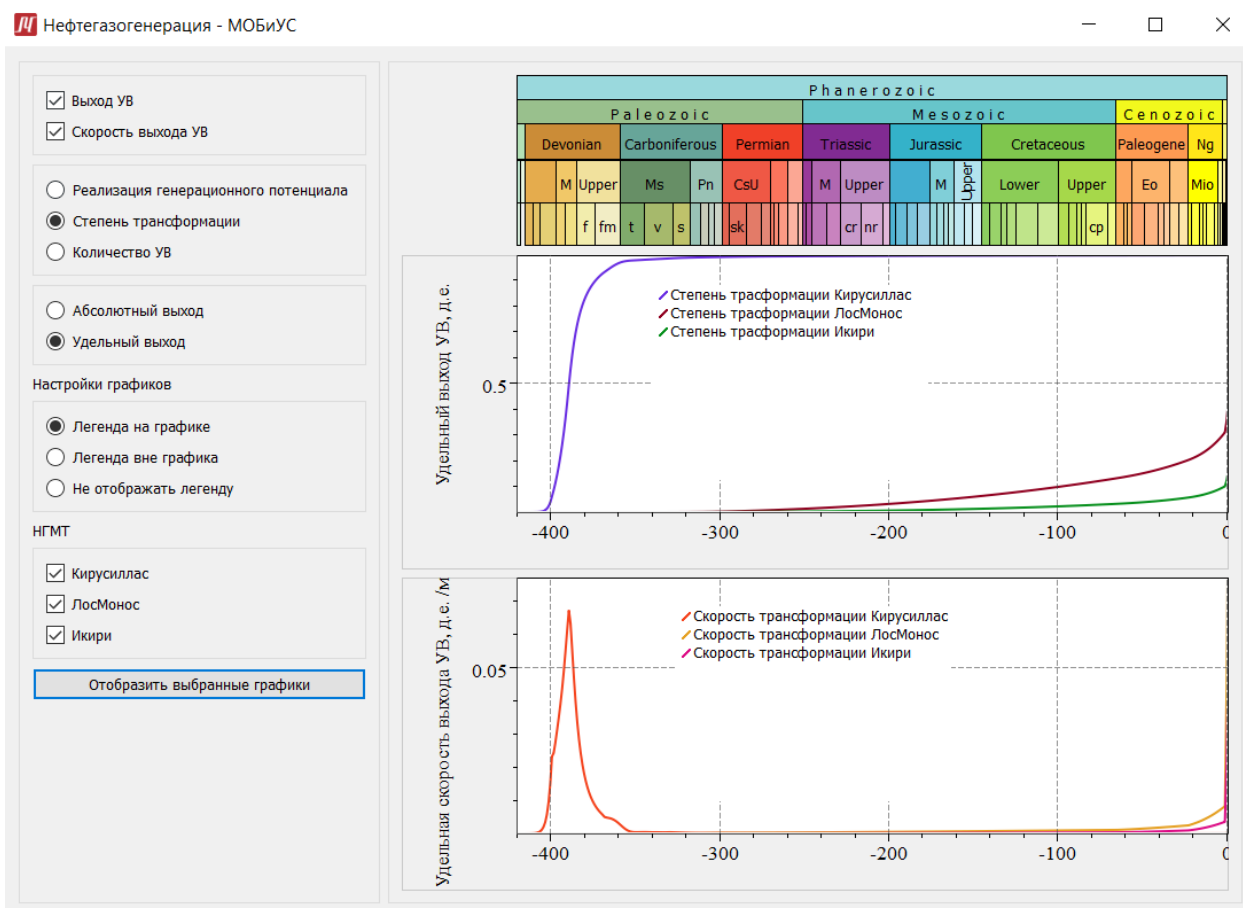 Нефтегазогенерация - МОБиУС
Выход УВ
Скорость выхода УВ
Реализация генерационного потенциала
Степень трансформации
Количество УВ
Абсолютный выход
Удельный выход
Настройки графиков
Легенда на графике
Легенда вне графика
Не отображать легенду
НГМТ
Кирусиллас
ЛосМонос
Икири
Отобразить выбранные графики
Phanerozoic
Paleozoic Mesozoic Cenozoic
Devonian Carboniferous Permian Triassic Jurassic Cretaceous Paleogene Ng
M Upper Ms Pn CsU M Upper M Upper Lower Upper Eo Mio
f fm t v s sk cr nr cp
Удельный выход УВ, д.е.
Степень трасформации Кирусиллас
Степень трасформации ЛосМонос
Степень трасформации Икири
0.5
-400 -300 -200 -100 0
Удельная скорость выхода УВ, д.е. /м
Скорость трансформации Кирусиллас
Скорость трансформации ЛосМонос
Скорость трансформации Икири
0.05
-400 -300 -200 -100 0